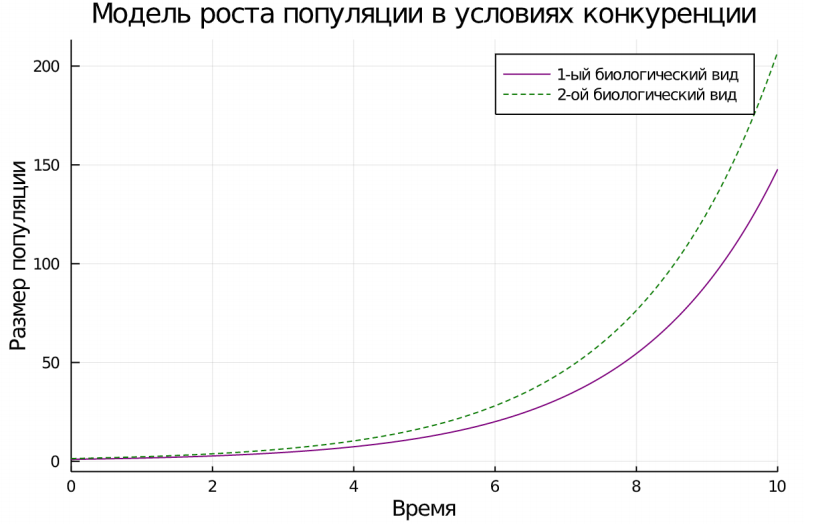 Модель роста популяции в условиях конкуренции
1-ый биологический вид
2-ой биологический вид
Размер популяции
200
150
100
50
0
0 2 4 6 8 10
Время